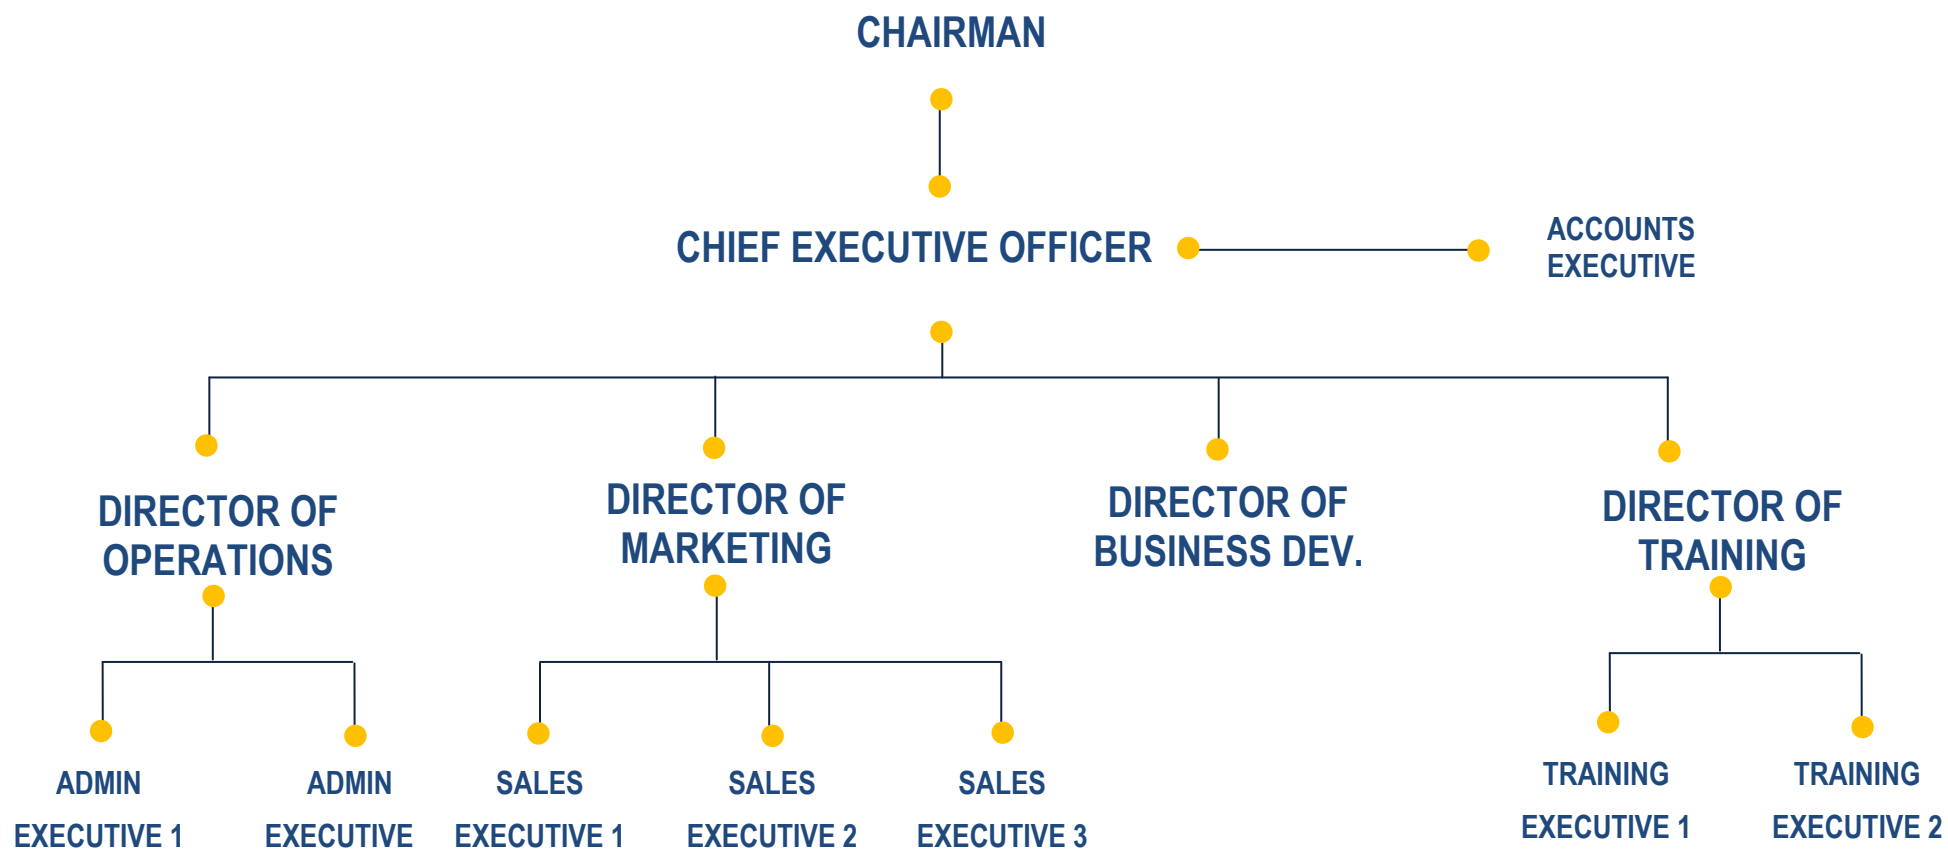 CHAIRMAN
CHIEF EXECUTIVE OFFICER
ACCOUNTS
EXECUTIVE
DIRECTOR OF
OPERATIONS
DIRECTOR OF
MARKETING
DIRECTOR OF
BUSINESS DEV.
DIRECTOR OF
TRAINING
ADMIN
EXECUTIVE 1
ADMIN
EXECUTIVE
SALES
EXECUTIVE 1
SALES
EXECUTIVE 2
SALES
EXECUTIVE 3
TRAINING
EXECUTIVE 1
TRAINING
EXECUTIVE 2